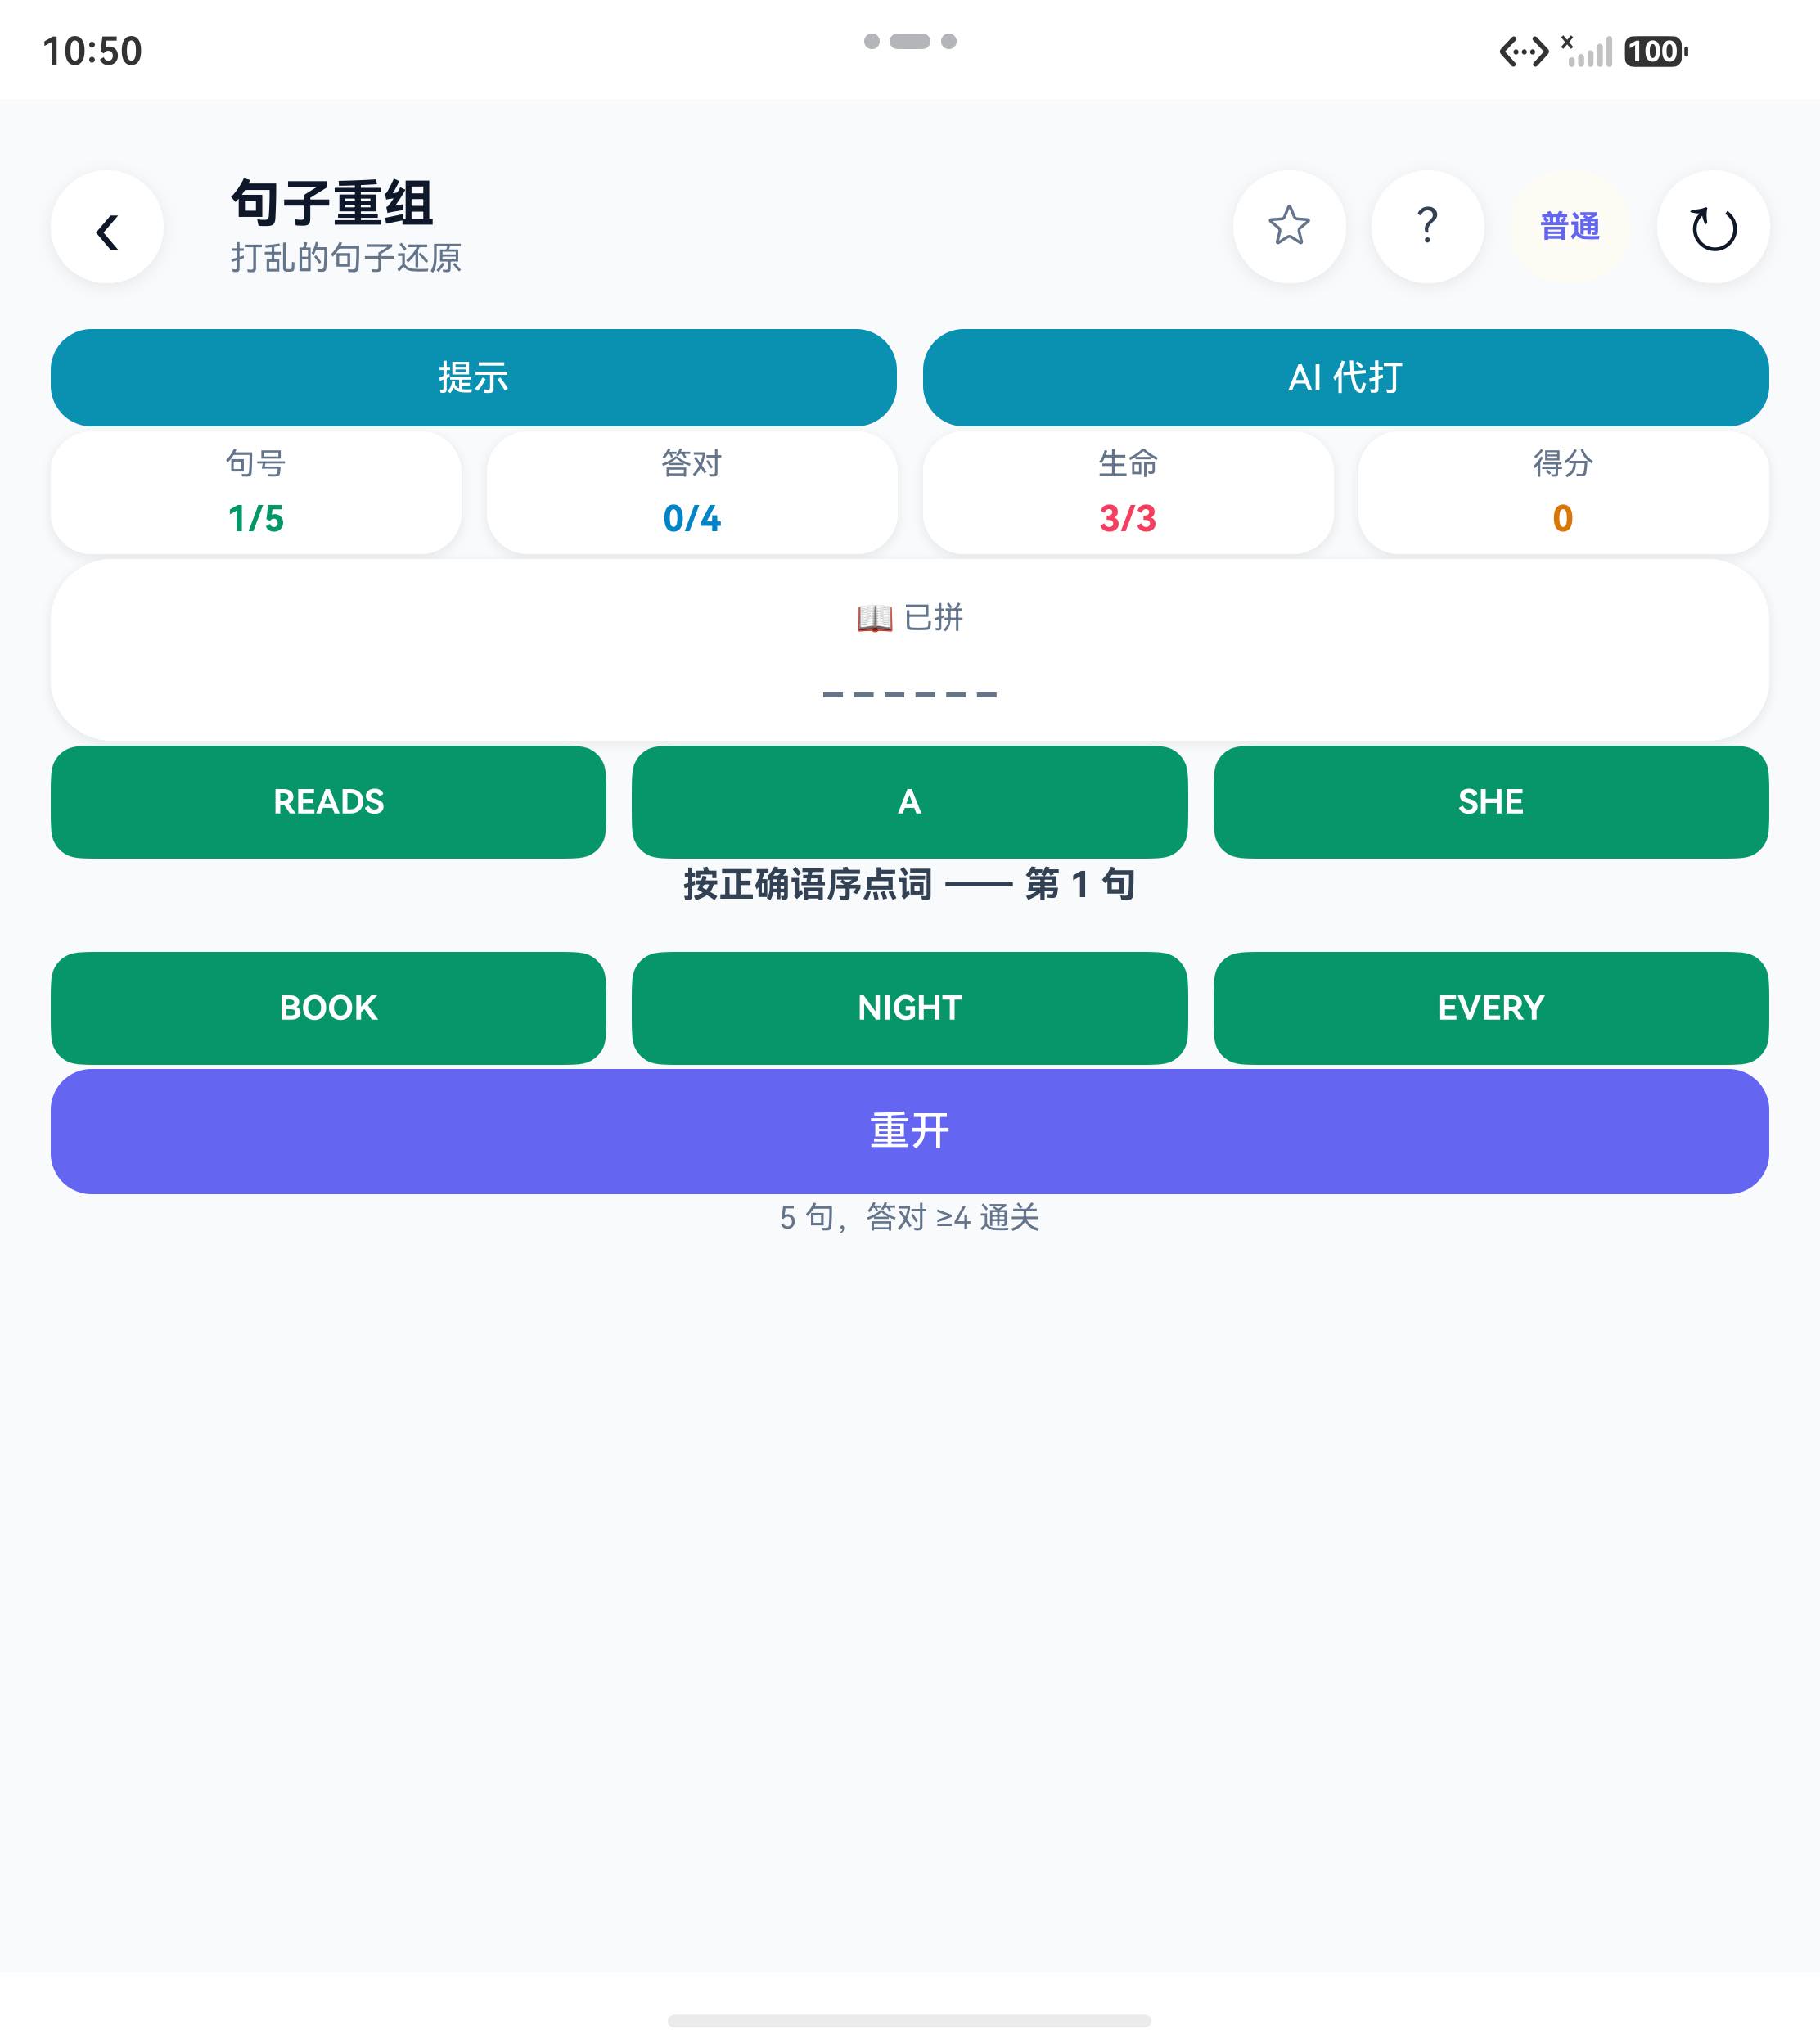 10:50
100
句子重组
打乱的句子还原
?
普通
提示
AI 代打
句号
答对
生命
得分
1/5
0/4
3/3
0
📖 已拼
_ _ _ _ _ _
READS
A
SHE
按正确语序点词 —— 第 1 句
BOOK
NIGHT
EVERY
重开
5 句，答对 ≥4 通关